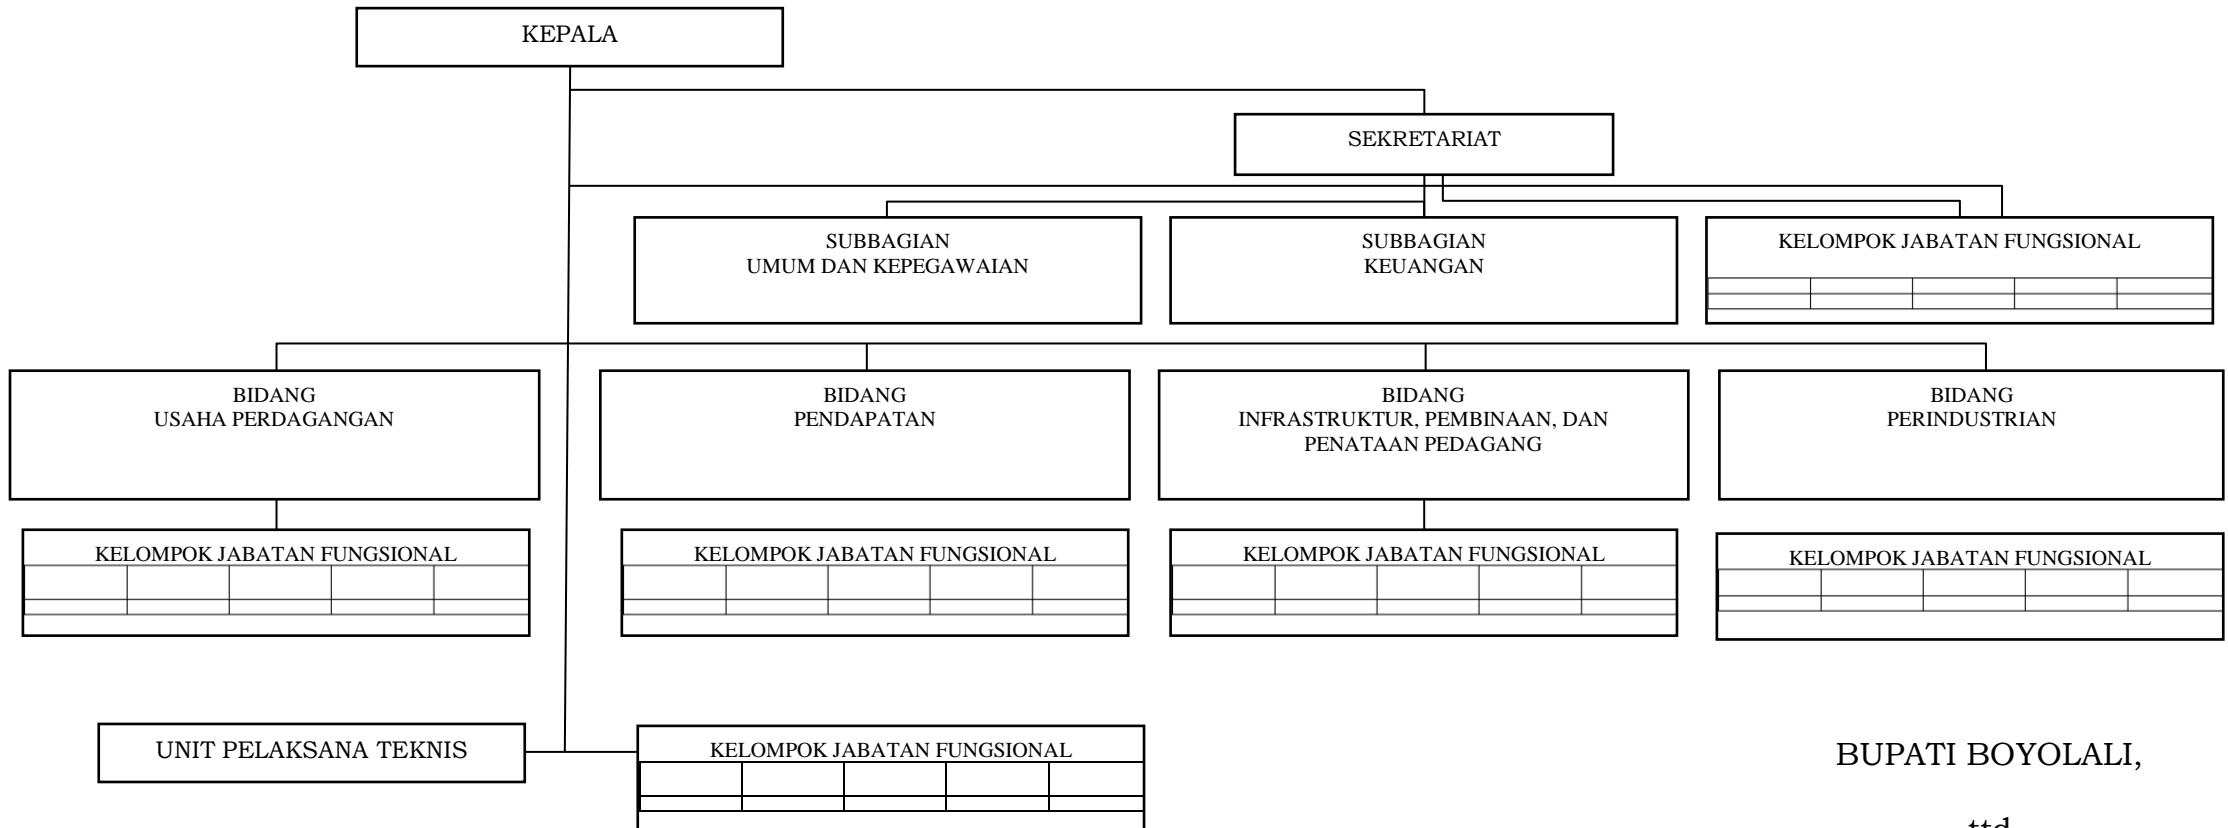 KEPALA
SEKRETARIAT
SUBBAGIAN
UMUM DAN KEPEGAWAIAN
SUBBAGIAN
KEUANGAN
KELOMPOK JABATAN FUNGSIONAL
BIDANG
USAHA PERDAGANGAN
BIDANG
PENDAPATAN
BIDANG
INFRASTRUKTUR, PEMBINAAN, DAN
PENATAAN PEDAGANG
BIDANG
PERINDUSTRIAN
KELOMPOK JABATAN FUNGSIONAL
KELOMPOK JABATAN FUNGSIONAL
KELOMPOK JABATAN FUNGSIONAL
KELOMPOK JABATAN FUNGSIONAL
UNIT PELAKSANA TEKNIS
KELOMPOK JABATAN FUNGSIONAL
BUPATI BOYOLALI,
ttd